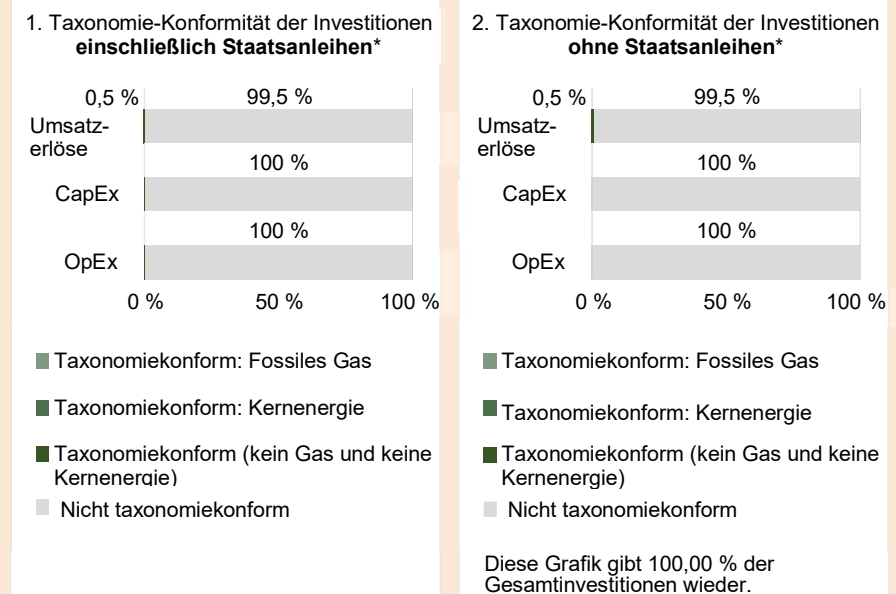 1. Taxonomie-Konformität der Investitionen
einschließlich Staatsanleihen*
0,5 %
99,5 %
Umsatz-
erlöse
100 %
CapEx
100 %
OpEx
0 %
50 %
100 %
Taxonomiekonform: Fossiles Gas
Taxonomiekonform: Kernenergie
Taxonomiekonform (kein Gas und keine
Kernenergie)
Nicht taxonomiekonform
2. Taxonomie-Konformität der Investitionen
ohne Staatsanleihen*
0,5 %
99,5 %
Umsatz-
erlöse
100 %
CapEx
100 %
OpEx
0 %
50 %
100 %
Taxonomiekonform: Fossiles Gas
Taxonomiekonform: Kernenergie
Taxonomiekonform (kein Gas und keine
Kernenergie)
Nicht taxonomiekonform
Diese Grafik gibt 100,00 % der
Gesamtinvestitionen wieder.